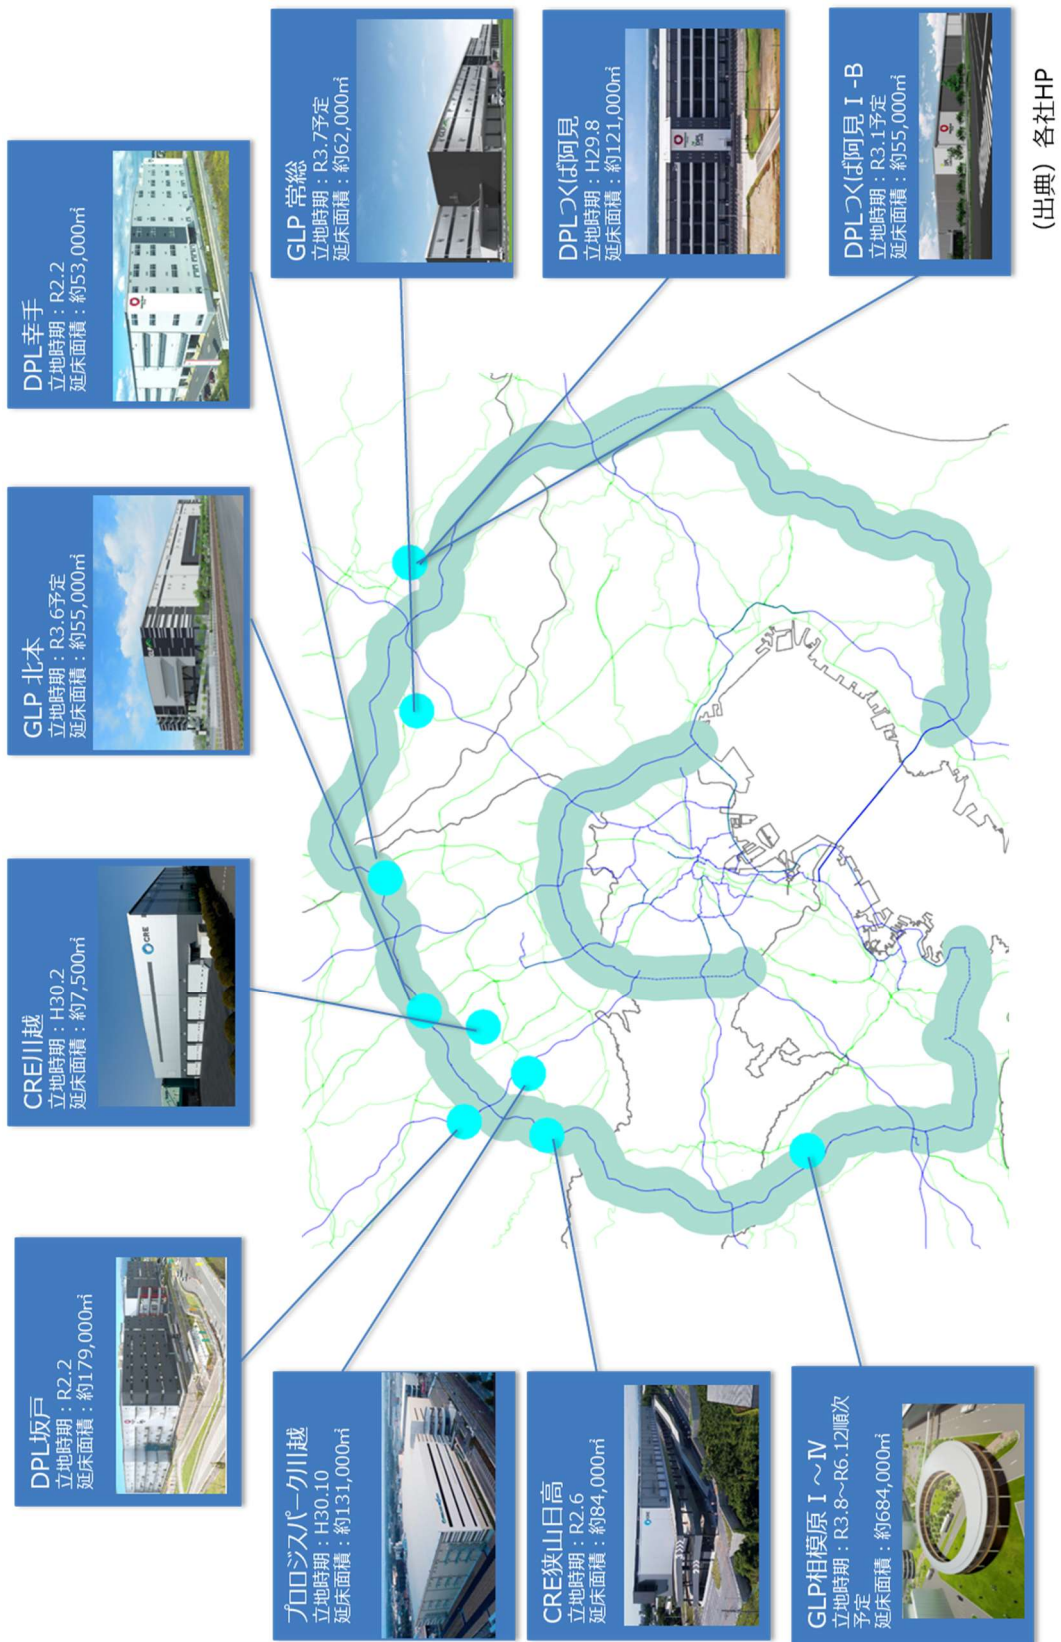 DPL坂戸
立地時期：R2.2
延床面積：約179,000㎡
CRE川越
立地時期：H30.2
延床面積：約7,500㎡
CRE
GLP 北本
立地時期：R3.6予定
延床面積：約55,000㎡
DPL幸手
立地時期：R2.2
延床面積：約53,000㎡
プロロジスパーク川越
立地時期：H30.10
延床面積：約131,000㎡
GLP 常総
立地時期：R3.7予定
延床面積：約62,000㎡
CRE狭山日高
立地時期：R2.6
延床面積：約84,000㎡
DPLつくば阿見
立地時期：H29.8
延床面積：約121,000㎡
GLP相模原Ⅰ～Ⅳ
立地時期：R3.8～R6.12順次
予定
延床面積：約684,000㎡
DPLつくば阿見Ⅰ-B
立地時期：R3.1予定
延床面積：約55,000㎡
（出典）各社HP